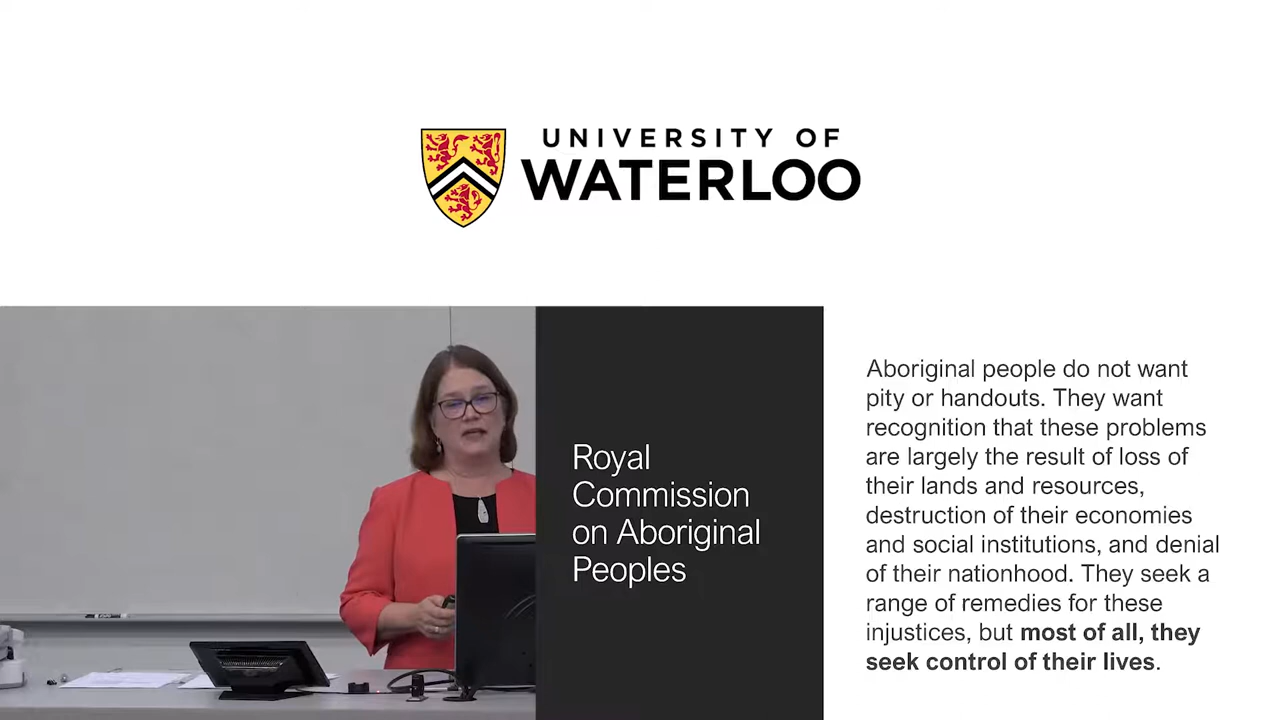 UNIVERSITY OF
WATERLOO
Royal
Commission
on Aboriginal
Peoples
Aboriginal people do not want
pity or handouts. They want
recognition that these problems
are largely the result of loss of
their lands and resources,
destruction of their economies
and social institutions, and denial
of their nationhood. They seek a
range of remedies for these
injustices, but most of all, they
seek control of their lives.